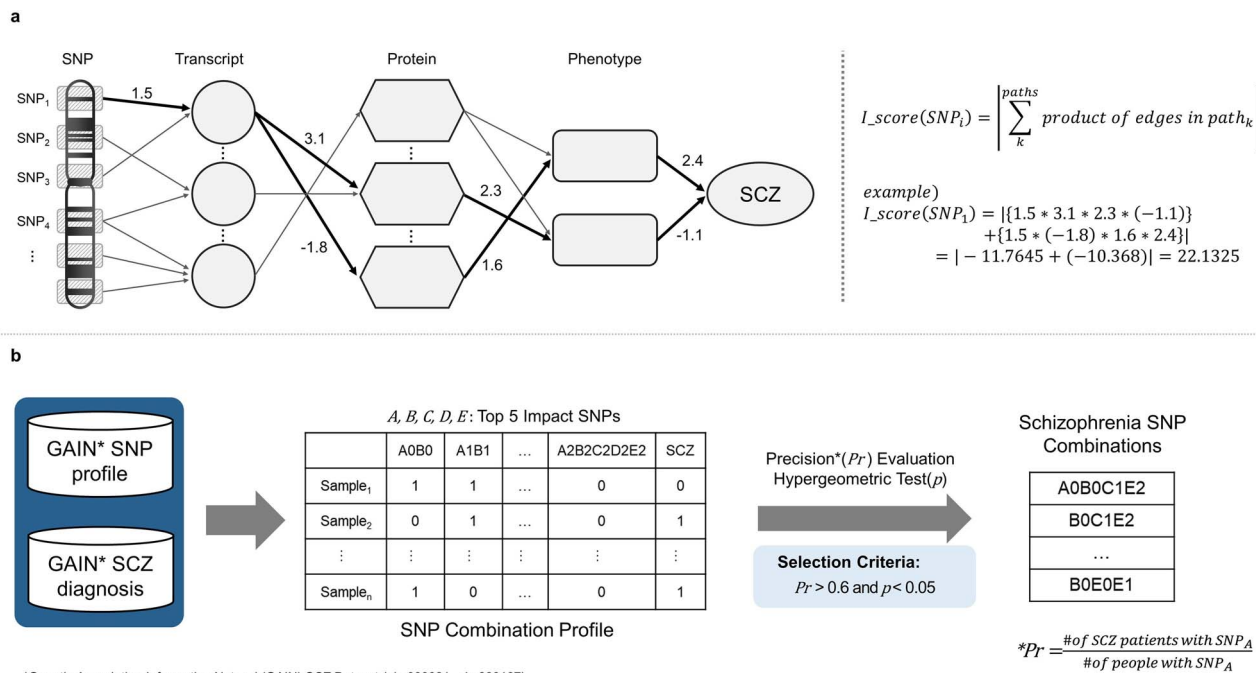 a
SNP Transcript Protein Phenotype
SNP₁
SNP₂
SNP₃
SNP₄
⋮
1.5
3.1
-1.8
2.3
1.6
2.4
-1.1
SCZ
I_score(SNPᵢ) = |∑ₖᵖᵃᵗʰˢ product of edges in pathₖ|
example)
I_score(SNP₁) = |{1.5 * 3.1 * 2.3 * (-1.1)}
+{1.5 * (-1.8) * 1.6 * 2.4}|
= |-11.7645 + (-10.368)| = 22.1325
b
GAIN* SNP
profile
GAIN* SCZ
diagnosis
A, B, C, D, E: Top 5 Impact SNPs
A0B0 A1B1 ... A2B2C2D2E2 SCZ
Sample₁ 1 1 ... 0 0
Sample₂ 0 1 ... 0 1
⋮ ⋮ ⋮ ⋮ ⋮ ⋮
Sampleₙ 1 0 ... 0 1
SNP Combination Profile
Precision*(Pr) Evaluation
Hypergeometric Test(p)
Selection Criteria:
Pr > 0.6 and p < 0.05
Schizophrenia SNP
Combinations
A0B0C1E2
B0C1E2
...
B0E0E1
*Pr = #of SCZ patients with SNP_A
#of people with SNP_A